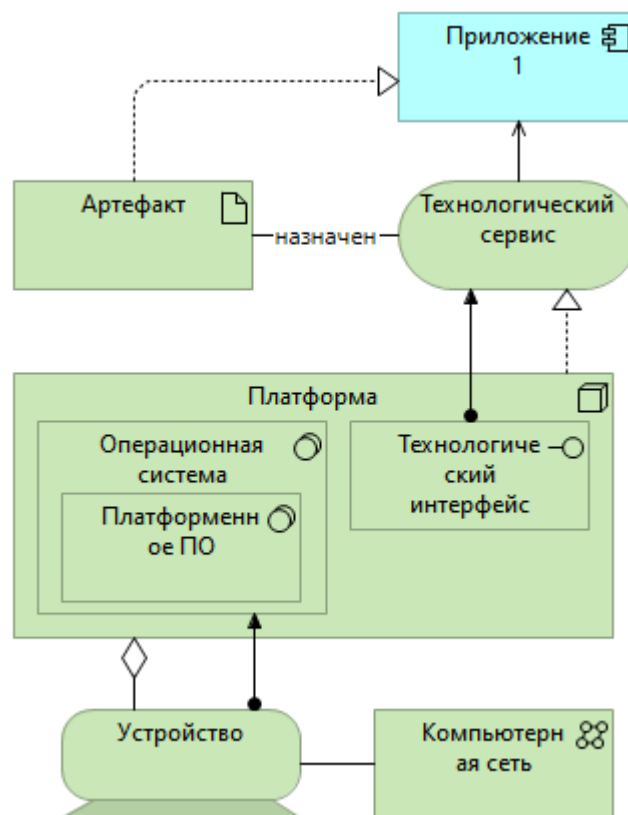 Приложение
1
Артефакт
назначен
Технологический
сервис
Платформа
Операционная
система
Платформенн
ое ПО
Технологиче
ский
интерфейс
Устройство
Компьютерн
ая сеть